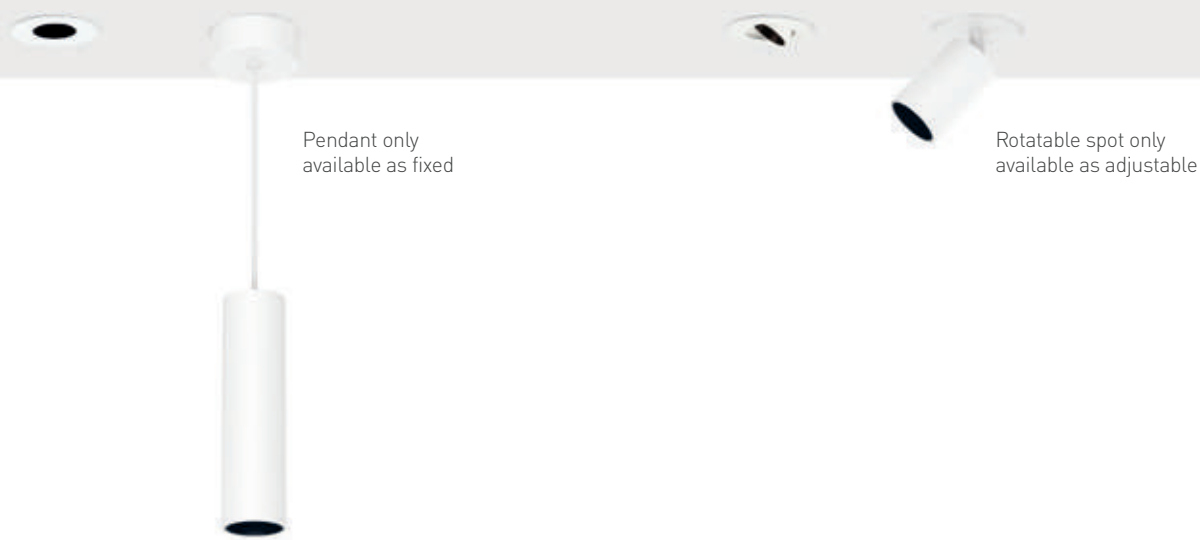 Pendant only
available as fixed
Rotatable spot only
available as adjustable